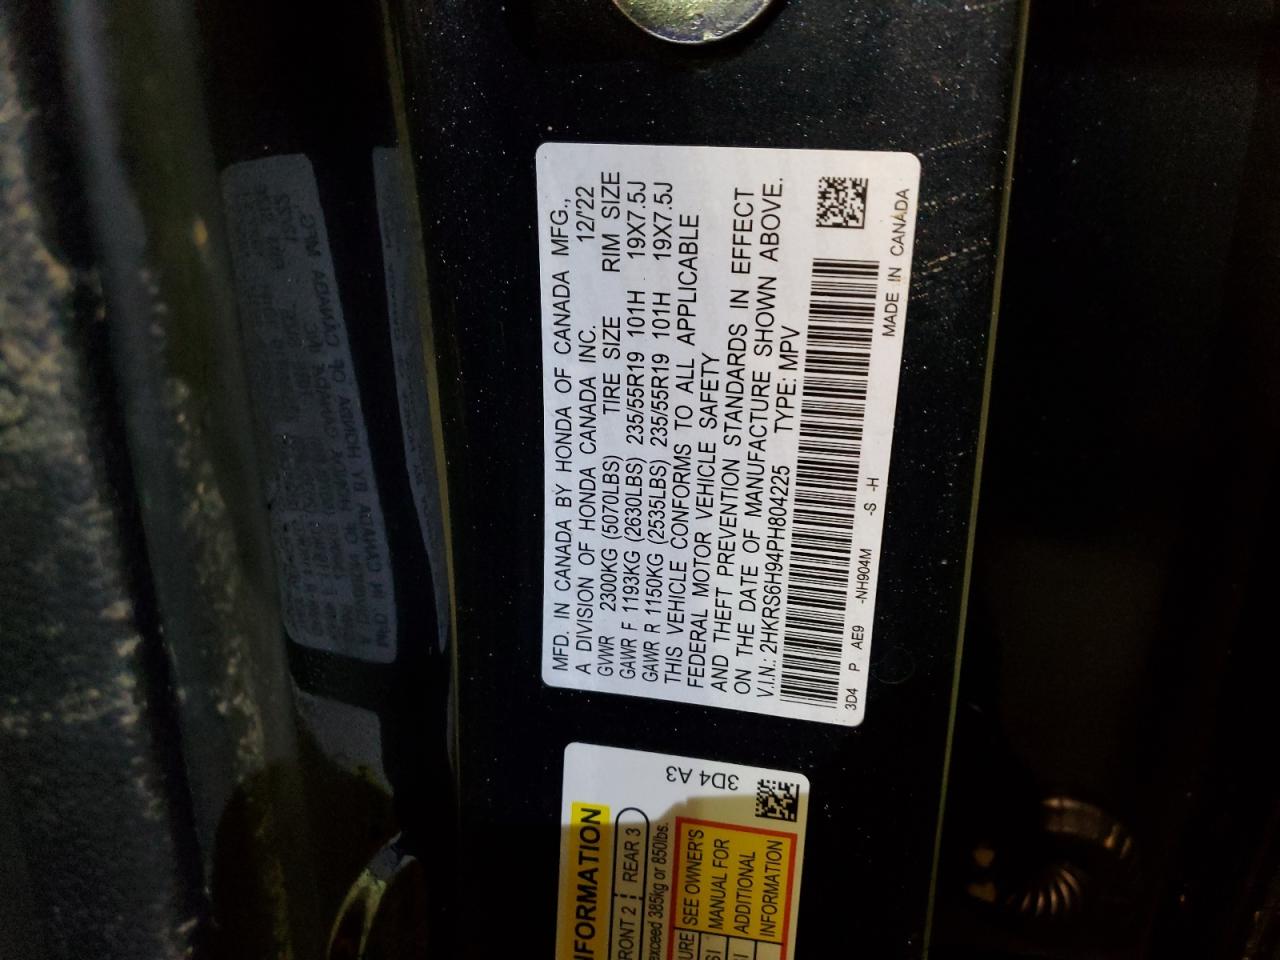 MFD. IN CANADA BY HONDA OF CANADA MFG.,
A DIVISION OF HONDA CANADA INC. 12/'22
GVWR 2300KG (5070LBS) TIRE SIZE RIM SIZE
GAWR F 1193KG (2630LBS) 235/55R19 101H 19X7.5J
GAWR R 1150KG (2535LBS) 235/55R19 101H 19X7.5J
THIS VEHICLE CONFORMS TO ALL APPLICABLE
FEDERAL MOTOR VEHICLE SAFETY
AND THEFT PREVENTION STANDARDS IN EFFECT
ON THE DATE OF MANUFACTURE SHOWN ABOVE.
V.I.N.: 2HKRS6H94PH804225 TYPE: MPV
3D4 P AE9 -NH904M -S -H MADE IN CANADA
3D4 A3
REAR 3
exceed 385kg or 850lbs.
SEE OWNER'S
MANUAL FOR
ADDITIONAL
INFORMATION